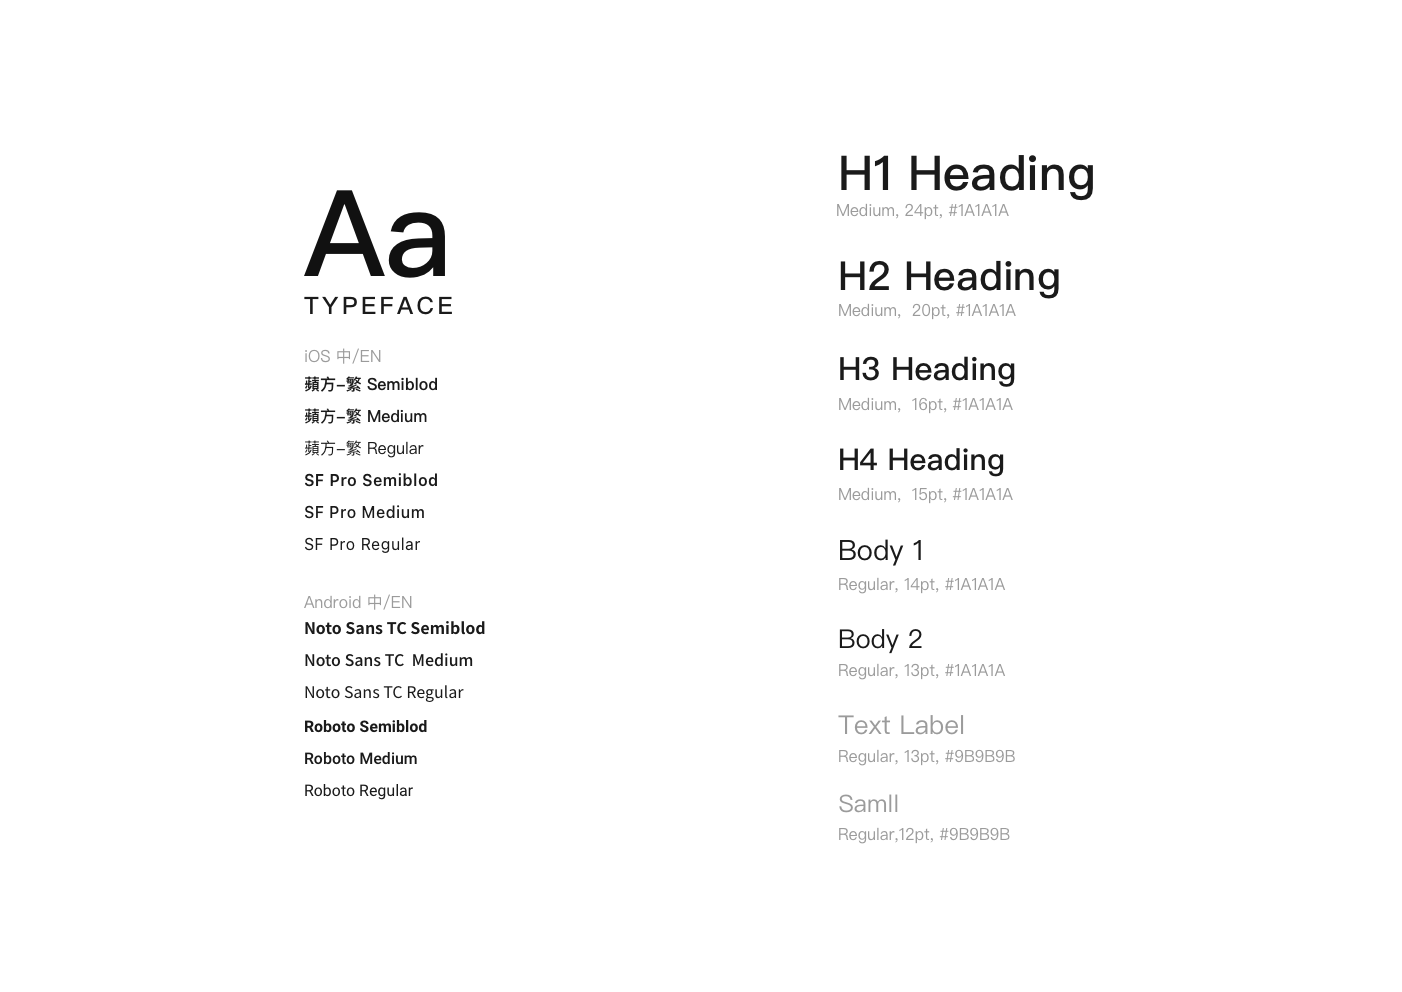 Aa
TYPEFACE
iOS 中/EN
蘋方–繁 Semiblod
蘋方–繁 Medium
蘋方–繁 Regular
SF Pro Semiblod
SF Pro Medium
SF Pro Regular
Android 中/EN
Noto Sans TC Semiblod
Noto Sans TC  Medium
Noto Sans TC Regular
Roboto Semiblod
Roboto Medium
Roboto Regular
H1 Heading
Medium, 24pt, #1A1A1A
H2 Heading
Medium,  20pt, #1A1A1A
H3 Heading
Medium,  16pt, #1A1A1A
H4 Heading
Medium,  15pt, #1A1A1A
Body 1
Regular, 14pt, #1A1A1A
Body 2
Regular, 13pt, #1A1A1A
Text Label
Regular, 13pt, #9B9B9B
Samll
Regular,12pt, #9B9B9B